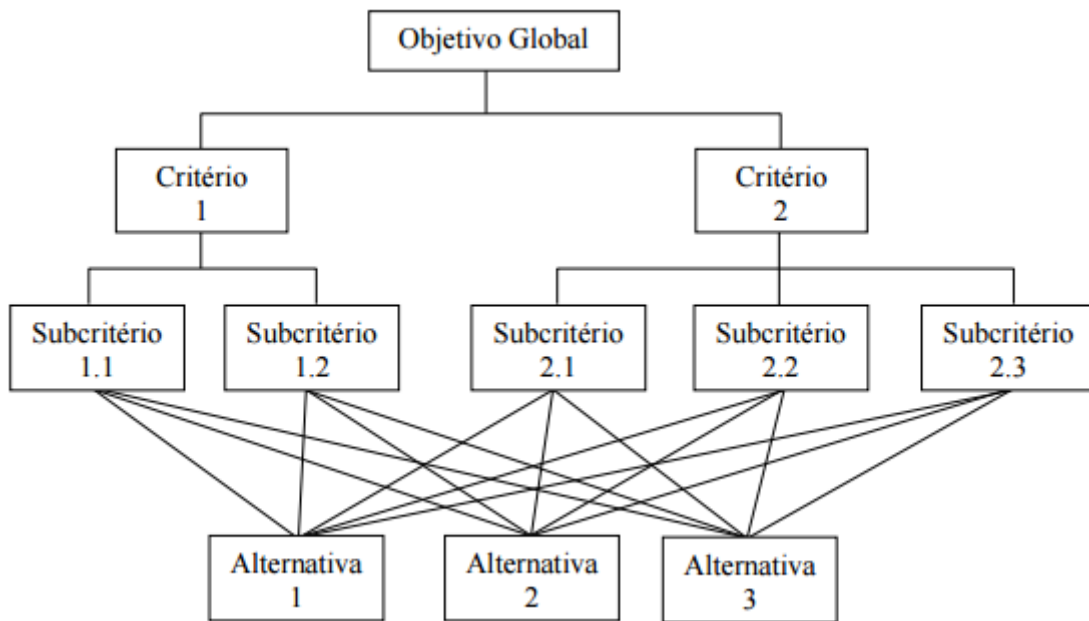 Objetivo Global
Critério
1
Critério
2
Subcritério
1.1
Subcritério
1.2
Subcritério
2.1
Subcritério
2.2
Subcritério
2.3
Alternativa
1
Alternativa
2
Alternativa
3